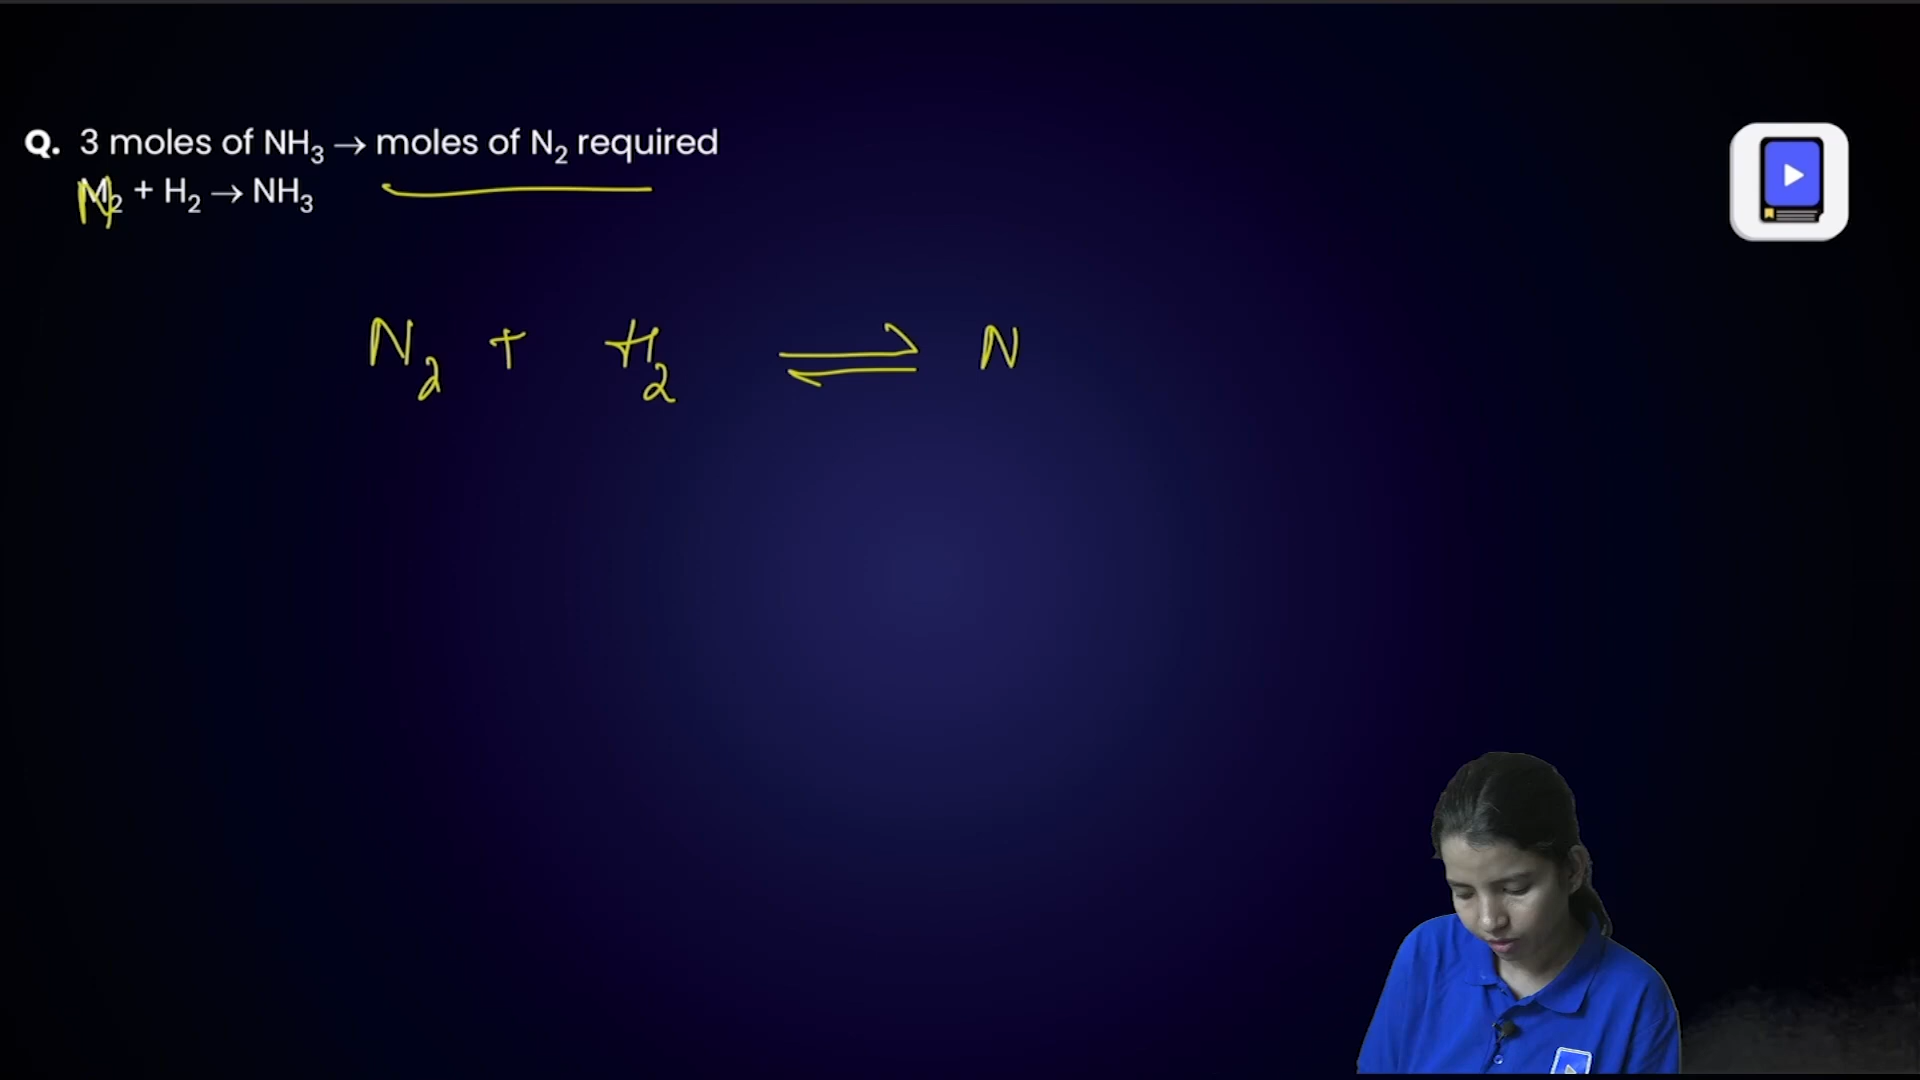 Q. 3 moles of NH₃ → moles of N₂ required
N₂ + H₂ → NH₃
N₂ + H₂ ⇌ N